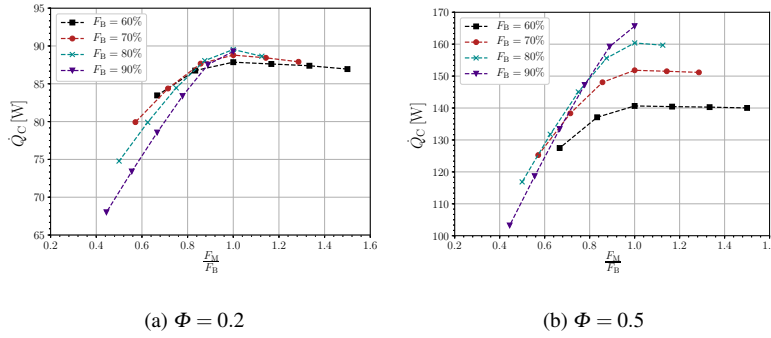 95
90
85
80
75
70
65
0.2 0.4 0.6 0.8 1.0 1.2 1.4 1.6
Q̇C [W]
FM
FB
FB = 60%
FB = 70%
FB = 80%
FB = 90%
(a) Φ = 0.2
170
160
150
140
130
120
110
100
0.2 0.4 0.6 0.8 1.0 1.2 1.4 1.6
Q̇C [W]
FM
FB
FB = 60%
FB = 70%
FB = 80%
FB = 90%
(b) Φ = 0.5